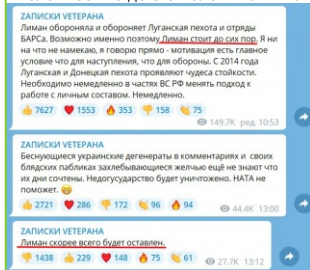 ЗАПИСКИ VЕТЕРАНА
Лиман обороняла и обороняет Луганская пехота и отряды
БАРСа. Возможно именно поэтому Лиман стоит до сих пор. Я ни
на что не намекаю, я говорю прямо - мотивация есть главное
условие что для наступления, что для обороны. С 2014 года
Луганская и Донецкая пехота проявляют чудеса стойкости.
Необходимо немедленно в частях ВС РФ менять подход к
работе с личным составом. Немедленно.
👍 7627 ❤ 1553 🔥 353 👎 158 👏 75
149.7K ред. 10:53
ЗАПИСКИ VЕТЕРАНА
Беснующиеся украинские дегенераты в комментариях и своих
блядских пабликах захлебывающиеся желчью ещё не знают что
их дни сочтены. Недогусударство будет уничтожено. НАТА не
поможет. 😄
👍 2721 ❤ 286 👎 172 👏 96 🔥 94
44.4K 13:00
ЗАПИСКИ VЕТЕРАНА
Лиман скорее всего будет оставлен.
👎 1438 👍 229 ❤ 148 🔥 75 👏 61
27.7K 13:12